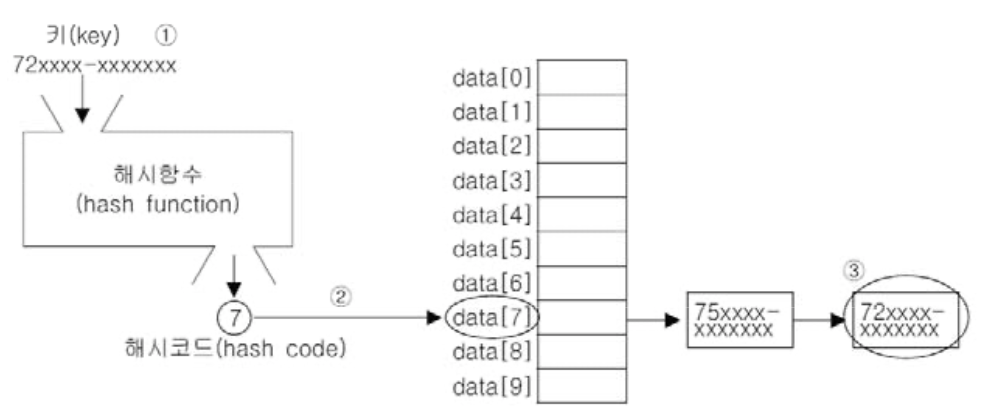 키(key) ①
72xxxx-xxxxxxx
해시함수
(hash function)
7
해시코드(hash code)
②
data[0]
data[1]
data[2]
data[3]
data[4]
data[5]
data[6]
data[7]
data[8]
data[9]
75xxxx-
xxxxxxx
③
72xxxx-
xxxxxxx